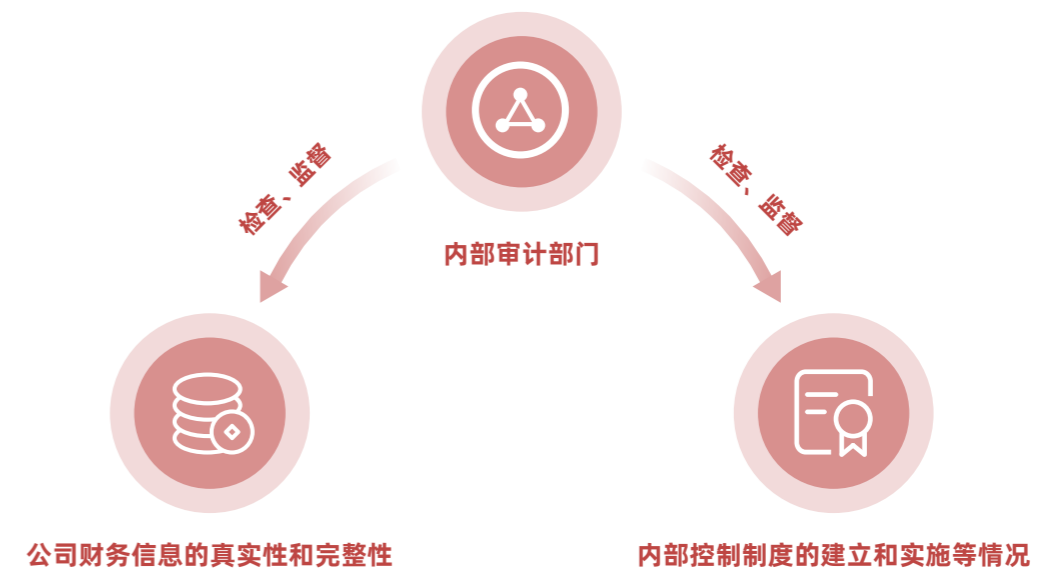 检查、监督
检查、监督
内部审计部门
公司财务信息的真实性和完整性
内部控制制度的建立和实施等情况